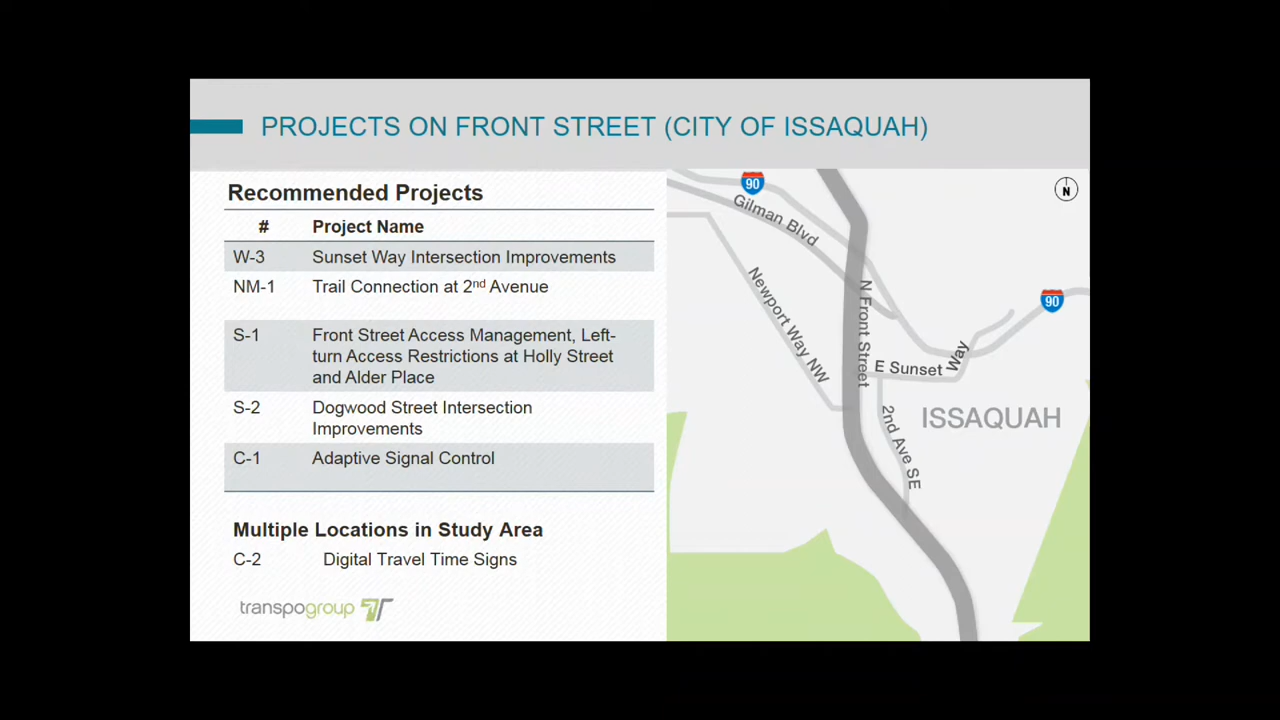 PROJECTS ON FRONT STREET (CITY OF ISSAQUAH)
Recommended Projects
# Project Name
W-3 Sunset Way Intersection Improvements
NM-1 Trail Connection at 2nd Avenue
S-1 Front Street Access Management, Left-
turn Access Restrictions at Holly Street
and Alder Place
S-2 Dogwood Street Intersection
Improvements
C-1 Adaptive Signal Control
Multiple Locations in Study Area
C-2 Digital Travel Time Signs
transpogroup
90
N
Gilman Blvd
Newport Way NW
N Front Street
90
E Sunset Way
2nd Ave SE
ISSAQUAH